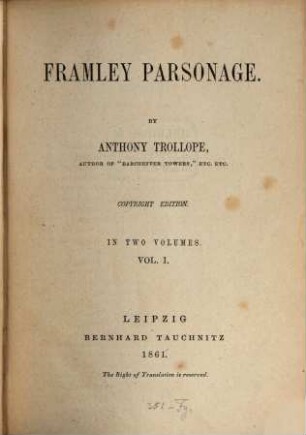 FRAMLEY PARSONAGE.
BY
ANTHONY TROLLOPE,
AUTHOR OF "BARCHESTER TOWERS," ETC. ETC.
COPYRIGHT EDITION.
IN TWO VOLUMES.
VOL. I.
LEIPZIG
BERNHARD TAUCHNITZ
1861.
The Right of Translation is reserved.